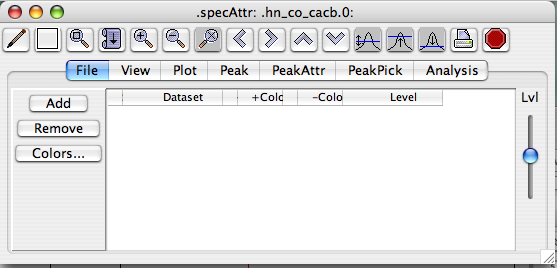 .specAttr: .hn_co_cacb.0:
File View Plot Peak PeakAttr PeakPick Analysis
Add
Remove
Colors...
Dataset +Colo -Colo Level
Lvl